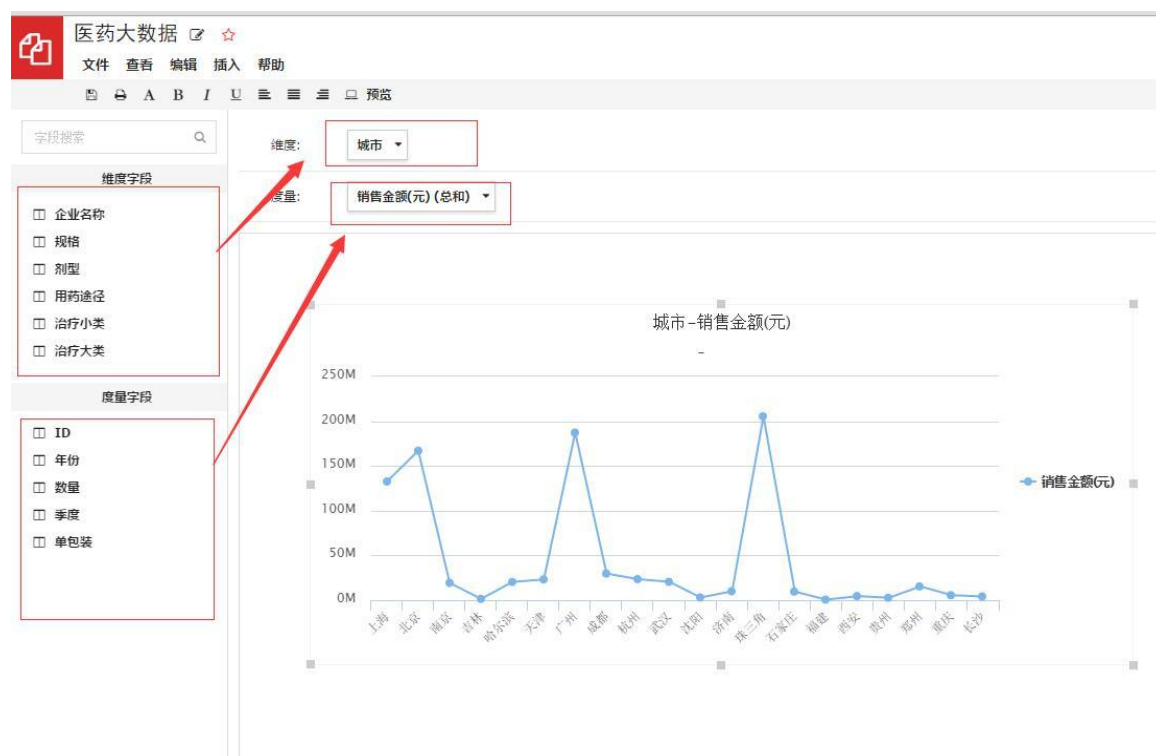 医药大数据
文件 查看 编辑 插入 帮助
A B I U 预览
字段搜索
维度字段
企业名称
规格
剂型
用药途径
治疗小类
治疗大类
度量字段
ID
年份
数量
季度
单包装
维度: 城市
度量: 销售金额(元) (总和)
城市-销售金额(元)
-
250M
200M
150M
100M
50M
0M
上海 北京 南京 吉林 哈尔滨 天津 广州 成都 杭州 武汉 沈阳 济南 珠三角 石家庄 福建 西安 贵州 郑州 重庆 长沙
销售金额(元)